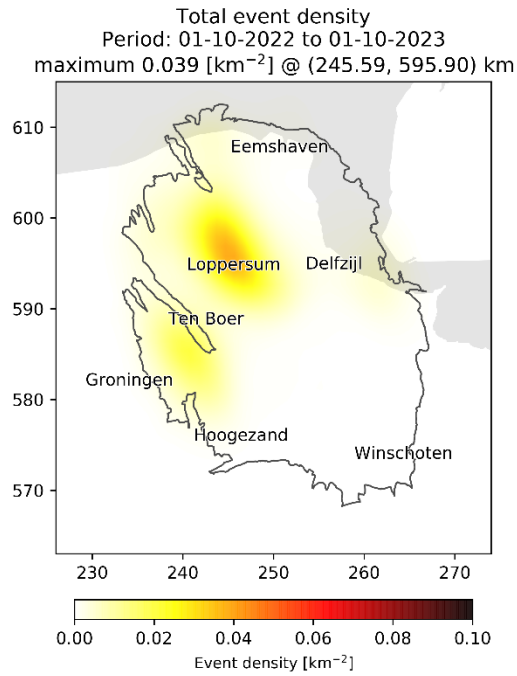 Total event density
Period: 01-10-2022 to 01-10-2023
maximum 0.039 [km⁻²] @ (245.59, 595.90) km
610
Eemshaven
600
Loppersum
Delfzijl
590
Ten Boer
Groningen
580
Hoogezand
Winschoten
570
230 240 250 260 270
0.00 0.02 0.04 0.06 0.08 0.10
Event density [km⁻²]